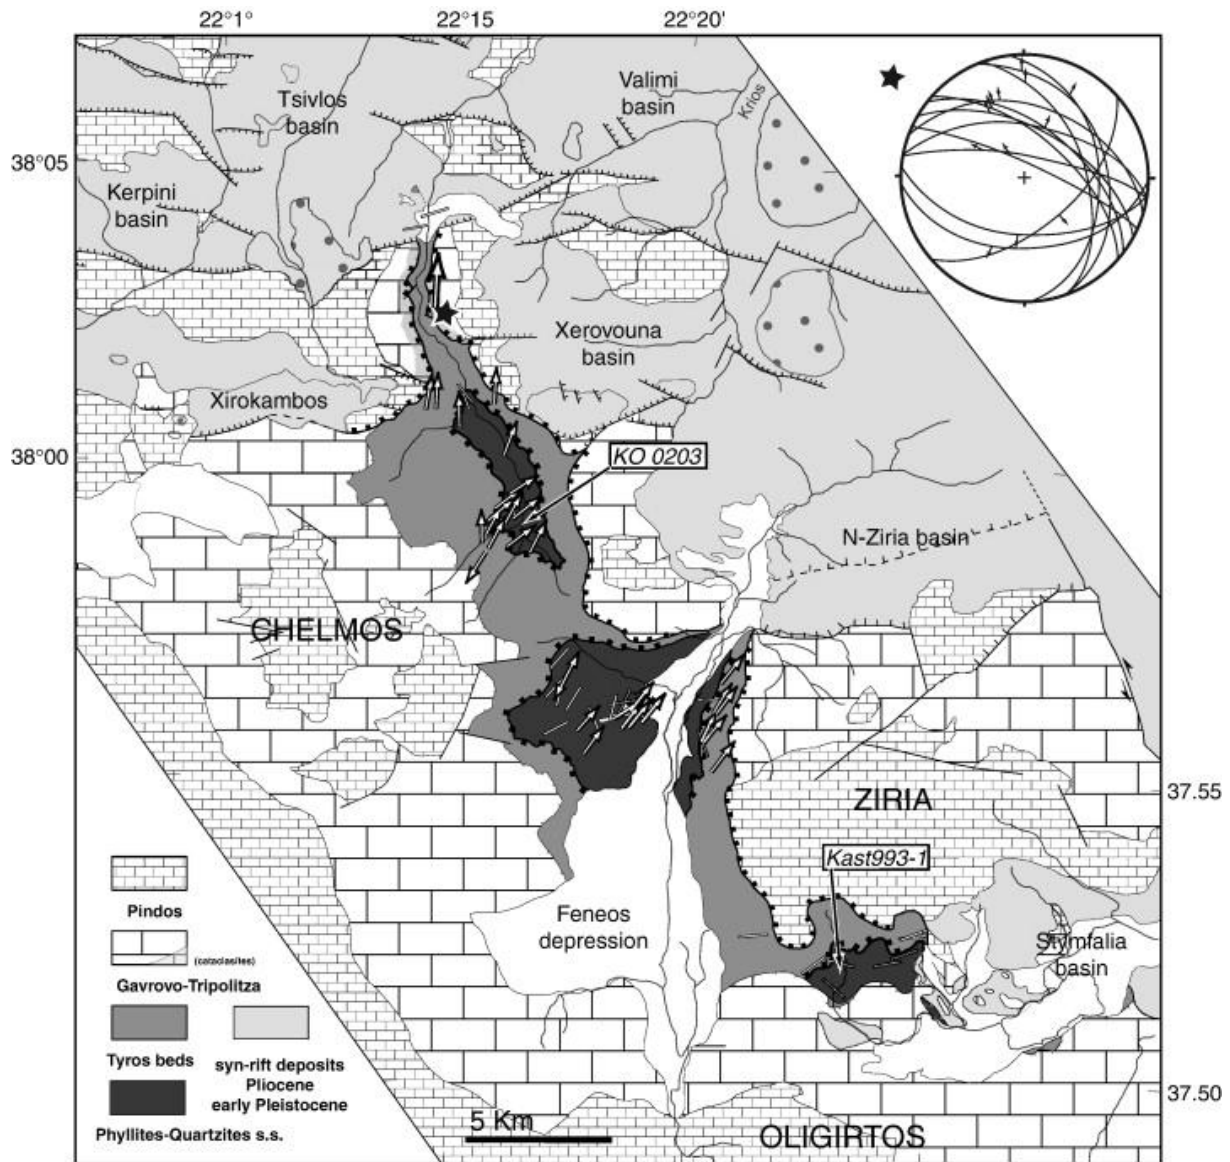 22°1°
22°15
22°20'
Tsivlos
basin
Valimi
basin
Krios
38°05
Kerpini
basin
Xerovouna
basin
Xirokambos
38°00
KO 0203
N-Ziria basin
CHELMOS
ZIRIA
37.55
Kast993-1
Feneos
depression
Stymfalia
basin
Pindos
(cataclasites)
Gavrovo-Tripolitza
Tyros beds
syn-rift deposits
Pliocene
early Pleistocene
Phyllites-Quartzites s.s.
37.50
5 Km
OLIGIRTOS